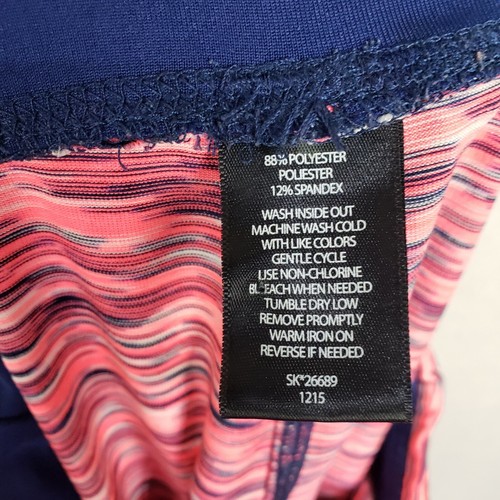 88% POLYESTER
POLIESTER
12% SPANDEX
WASH INSIDE OUT
MACHINE WASH COLD
WITH LIKE COLORS
GENTLE CYCLE
USE NON-CHLORINE
BLEACH WHEN NEEDED
TUMBLE DRY LOW
REMOVE PROMPTLY
WARM IRON ON
REVERSE IF NEEDED
SK*26689
1215